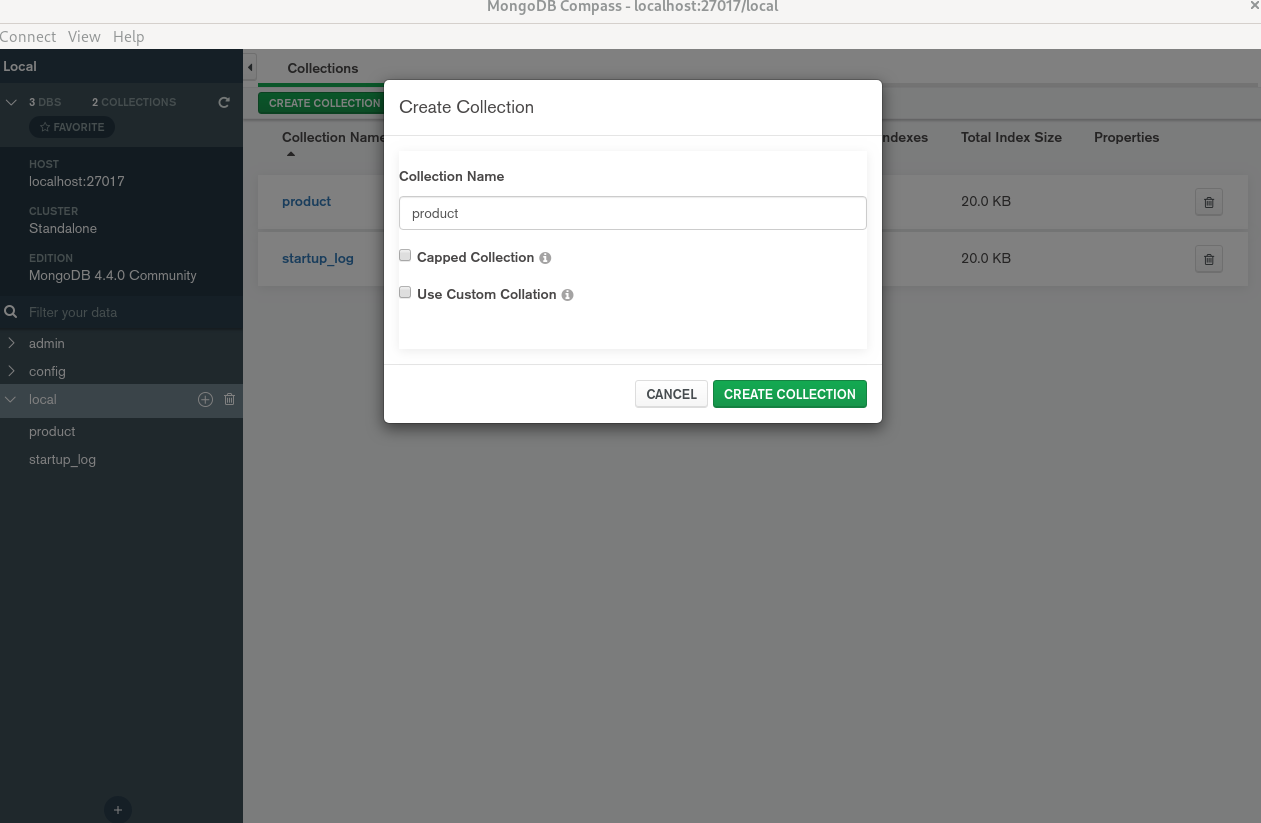 MongoDB Compass - localhost:27017/local
Connect View Help
Local
3 DBS 2 COLLECTIONS
FAVORITE
HOST
localhost:27017
CLUSTER
Standalone
EDITION
MongoDB 4.4.0 Community
Filter your data
admin
config
local
product
startup_log
Collections
CREATE COLLECTION
Collection Name
ndexes
Total Index Size
Properties
product
20.0 KB
startup_log
20.0 KB
Create Collection
Collection Name
product
Capped Collection
Use Custom Collation
CANCEL
CREATE COLLECTION